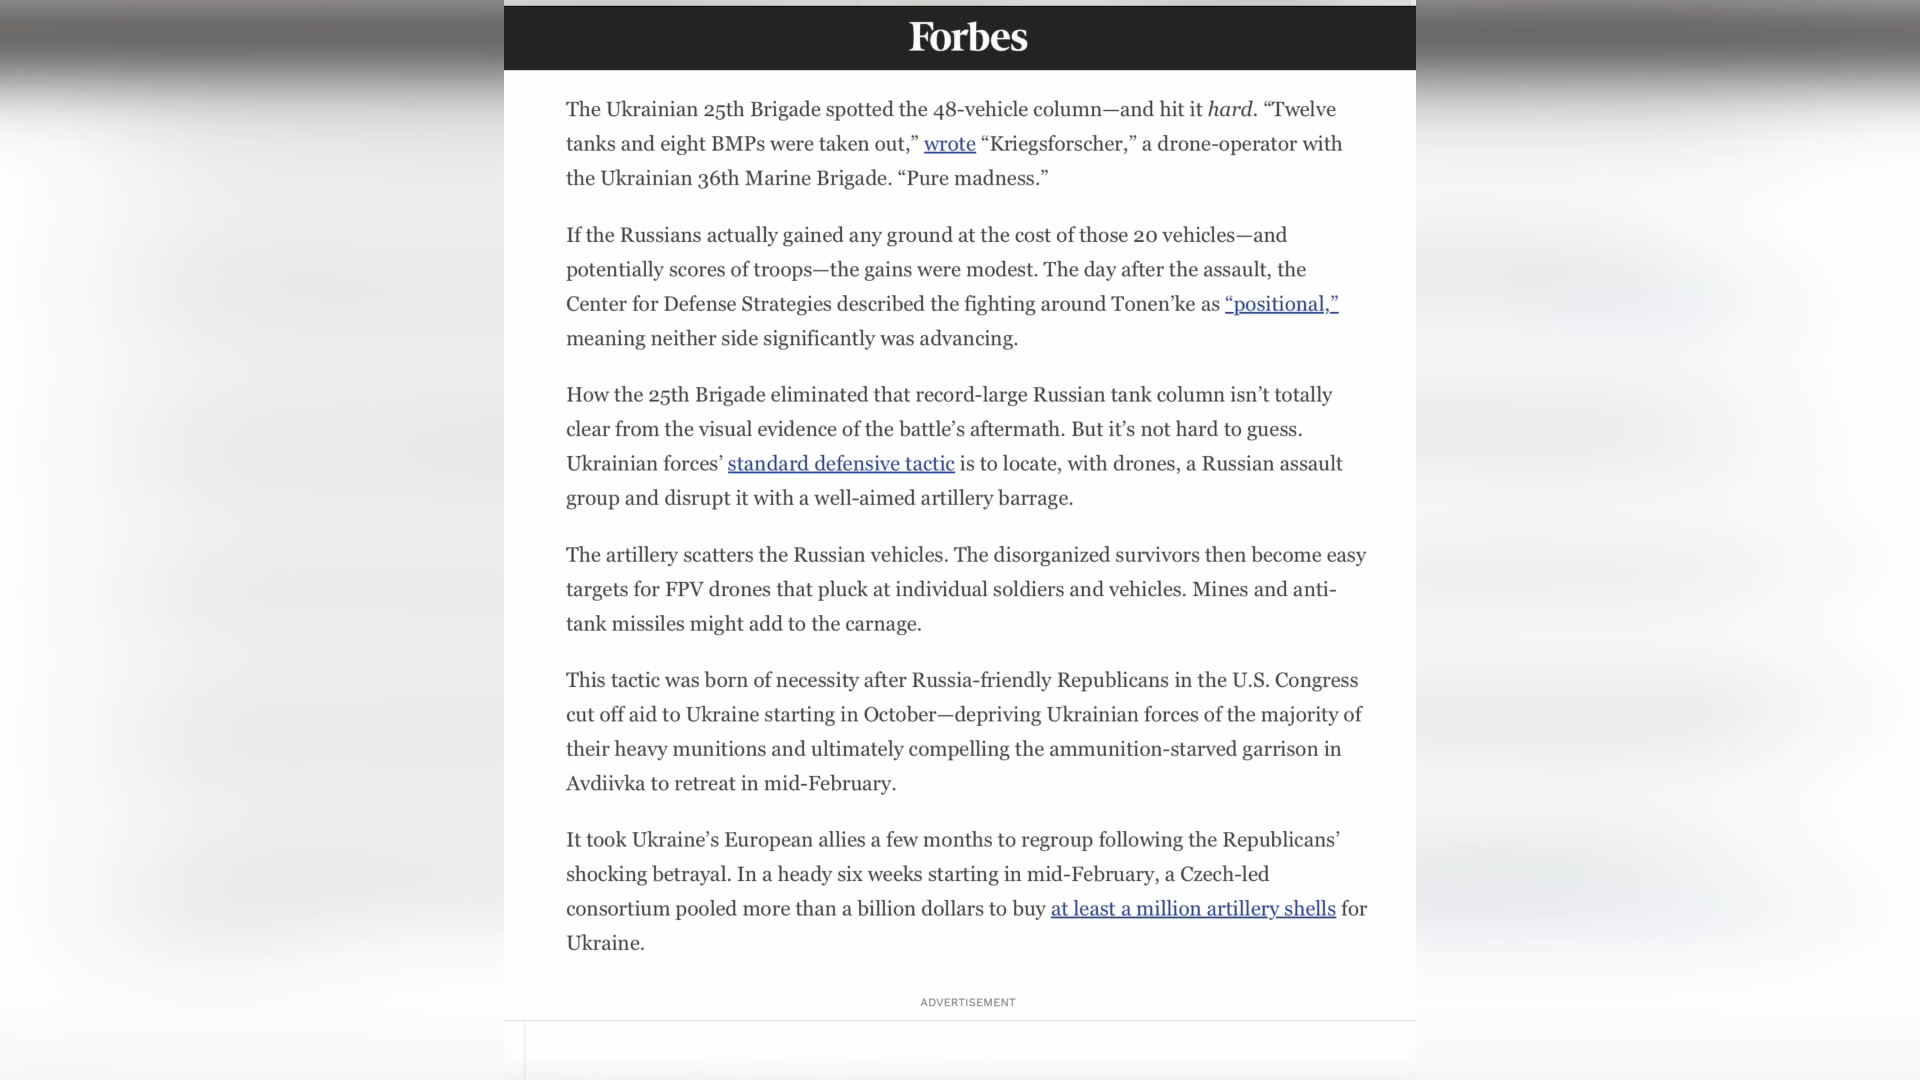 Forbes
The Ukrainian 25th Brigade spotted the 48-vehicle column—and hit it hard. “Twelve
tanks and eight BMPs were taken out,” wrote “Kriegsforscher,” a drone-operator with
the Ukrainian 36th Marine Brigade. “Pure madness.”
If the Russians actually gained any ground at the cost of those 20 vehicles—and
potentially scores of troops—the gains were modest. The day after the assault, the
Center for Defense Strategies described the fighting around Tonen’ke as “positional,”
meaning neither side significantly was advancing.
How the 25th Brigade eliminated that record-large Russian tank column isn’t totally
clear from the visual evidence of the battle’s aftermath. But it’s not hard to guess.
Ukrainian forces’ standard defensive tactic is to locate, with drones, a Russian assault
group and disrupt it with a well-aimed artillery barrage.
The artillery scatters the Russian vehicles. The disorganized survivors then become easy
targets for FPV drones that pluck at individual soldiers and vehicles. Mines and anti-
tank missiles might add to the carnage.
This tactic was born of necessity after Russia-friendly Republicans in the U.S. Congress
cut off aid to Ukraine starting in October—depriving Ukrainian forces of the majority of
their heavy munitions and ultimately compelling the ammunition-starved garrison in
Avdiivka to retreat in mid-February.
It took Ukraine’s European allies a few months to regroup following the Republicans’
shocking betrayal. In a heady six weeks starting in mid-February, a Czech-led
consortium pooled more than a billion dollars to buy at least a million artillery shells for
Ukraine.
ADVERTISEMENT